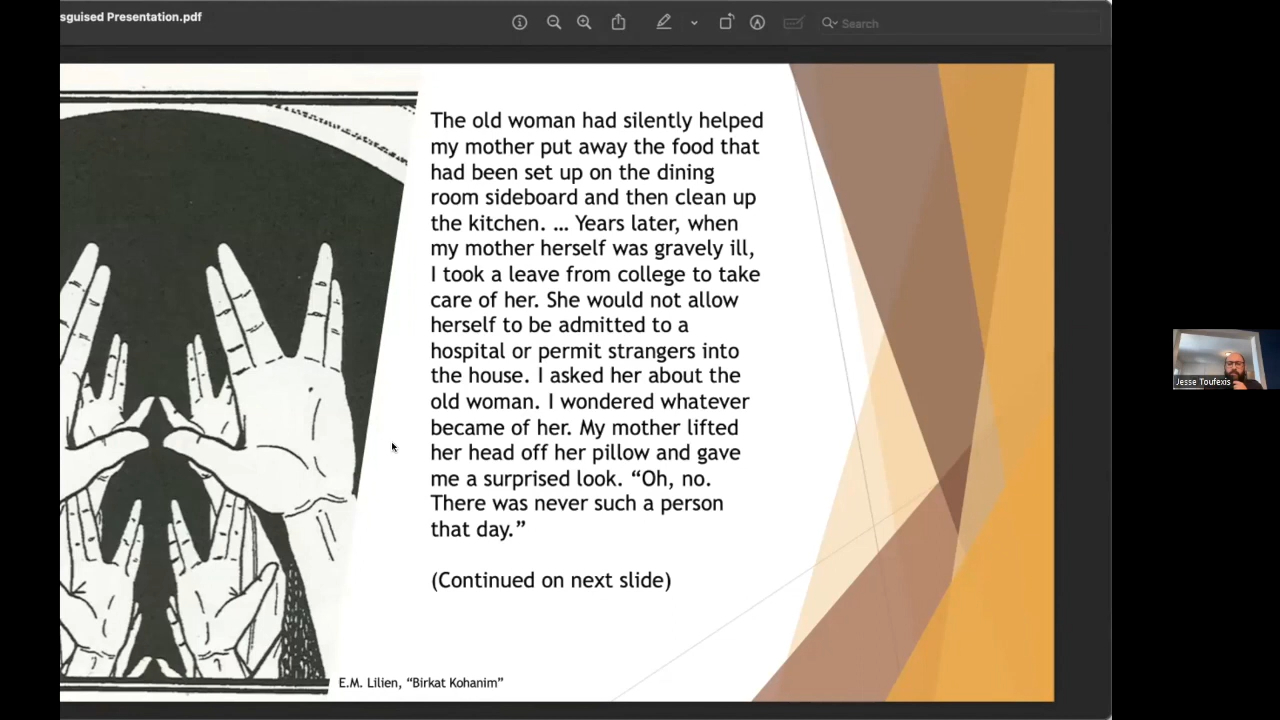 sguised Presentation.pdf
Search
The old woman had silently helped
my mother put away the food that
had been set up on the dining
room sideboard and then clean up
the kitchen. … Years later, when
my mother herself was gravely ill,
I took a leave from college to take
care of her. She would not allow
herself to be admitted to a
hospital or permit strangers into
the house. I asked her about the
old woman. I wondered whatever
became of her. My mother lifted
her head off her pillow and gave
me a surprised look. “Oh, no.
There was never such a person
that day.”
(Continued on next slide)
E.M. Lilien, “Birkat Kohanim”
Jesse Toufexis